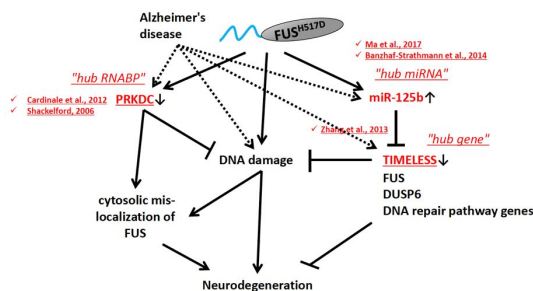 Alzheimer's
disease
FUSH517D
✓ Ma et al., 2017
✓ Banzhaf-Strathmann et al., 2014
"hub RNABP"
"hub miRNA"
✓ Cardinale et al., 2012
✓ Shackelford, 2006
PRKDC↓
miR-125b↑
✓ Zhang et al., 2013
"hub gene"
DNA damage
TIMELESS↓
FUS
DUSP6
DNA repair pathway genes
cytosolic mis-
localization of
FUS
Neurodegeneration